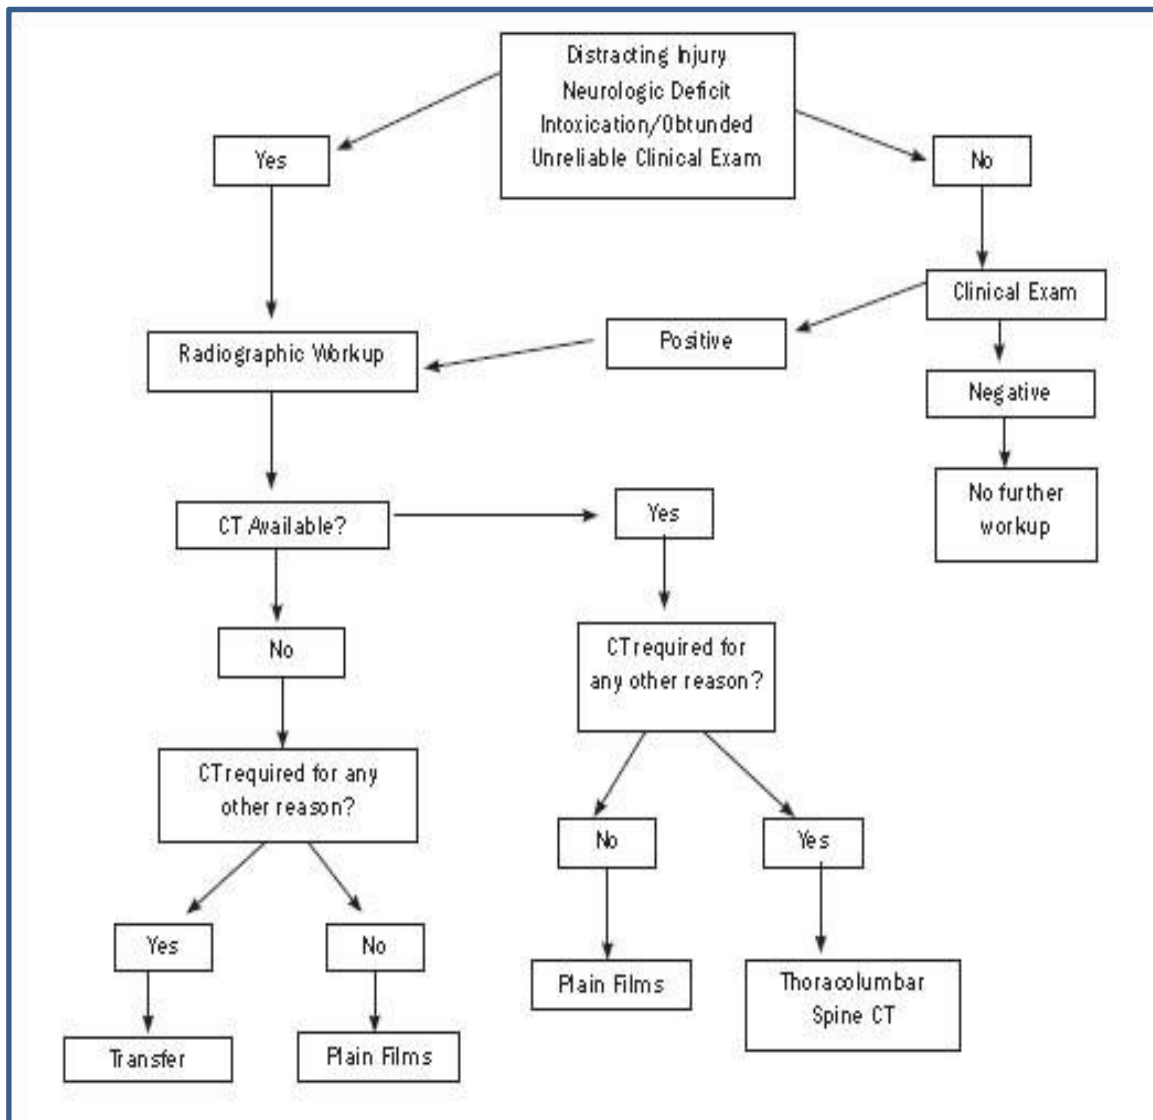 Distracting Injury
Neurologic Deficit
Intoxication/Obtunded
Unreliable Clinical Exam
Yes
No
Clinical Exam
Positive
Radiographic Workup
Negative
No further
workup
CT Available?
Yes
No
CT required for
any other reason?
CT required for any
other reason?
No
Yes
Yes
No
Plain Films
Thoracolumbar
Spine CT
Transfer
Plain Films